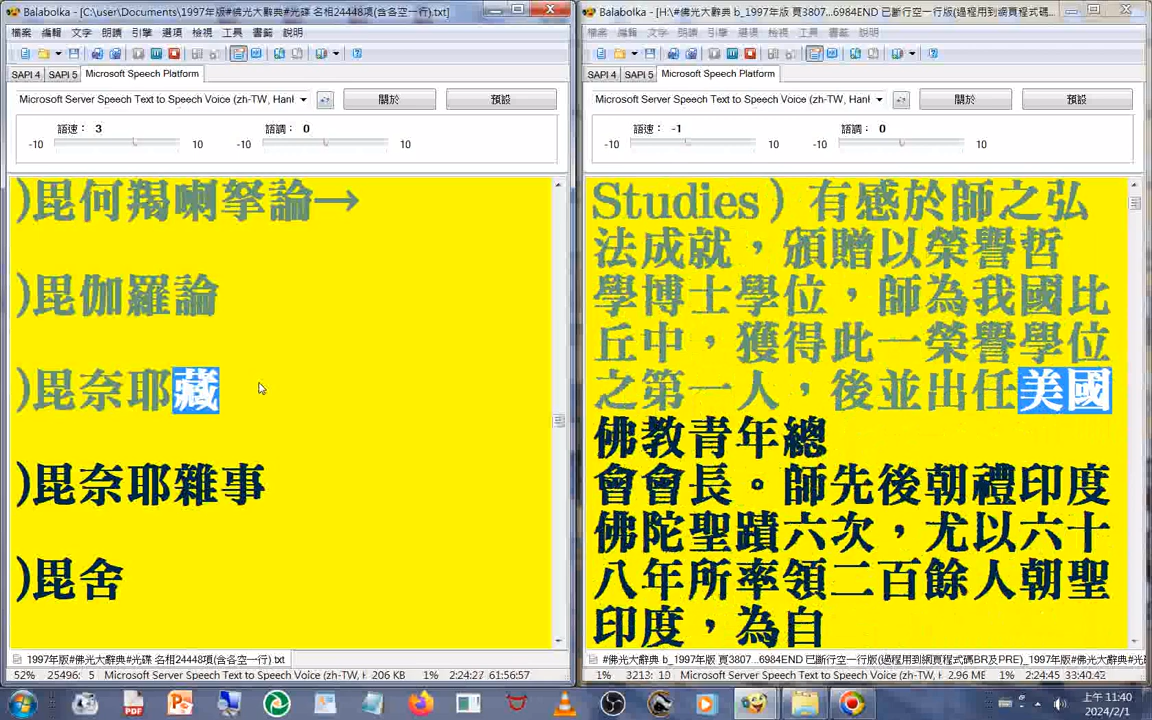 Balabolka - [C:\user\Documents\1997年版#佛光大辭典#光碟 名相24448項(含各空一行).txt]
檔案 編輯 文字 朗讀 引擎 選項 檢視 工具 書籤 說明
SAPI 4 SAPI 5 Microsoft Speech Platform
Microsoft Server Speech Text to Speech Voice (zh-TW, Hanl
關於
預設
語速： 3
語調： 0
-10 10 -10 10
)毘何羯喇拏論→
)毘伽羅論
)毘奈耶藏
)毘奈耶雜事
)毘舍
1997年版#佛光大辭典#光碟 名相24448項(含各空一行).txt
52% 25496: 5 Microsoft Server Speech Text to Speech Voice (zh-TW, H 206 KB 1% 2:24:27 61:56:57
Balabolka - [H:\#佛光大辭典 b_1997年版 頁3807...6984END 已斷行空一行版(過程用到網頁程式碼
檔案 編輯 文字 朗讀 引擎 選項 檢視 工具 書籤 說明
SAPI 4 SAPI 5 Microsoft Speech Platform
Microsoft Server Speech Text to Speech Voice (zh-TW, Hanl
關於
預設
語速： -1
語調： 0
-10 10 -10 10
Studies）有感於師之弘
法成就，頒贈以榮譽哲
學博士學位，師為我國比
丘中，獲得此一榮譽學位
之第一人，後並出任美國
佛教青年總
會會長。師先後朝禮印度
佛陀聖蹟六次，尤以六十
八年所率領二百餘人朝聖
印度，為自
#佛光大辭典 b_1997年版 頁3807...6984END 已斷行空一行版(過程用到網頁程式碼BR及PRE)_1997年版#光
1% 3213: 10 Microsoft Server Speech Text to Speech Voice (zh-TW, H 2.96 ME 1% 2:24:45 33:40:42
上午 11:40
2024/2/1